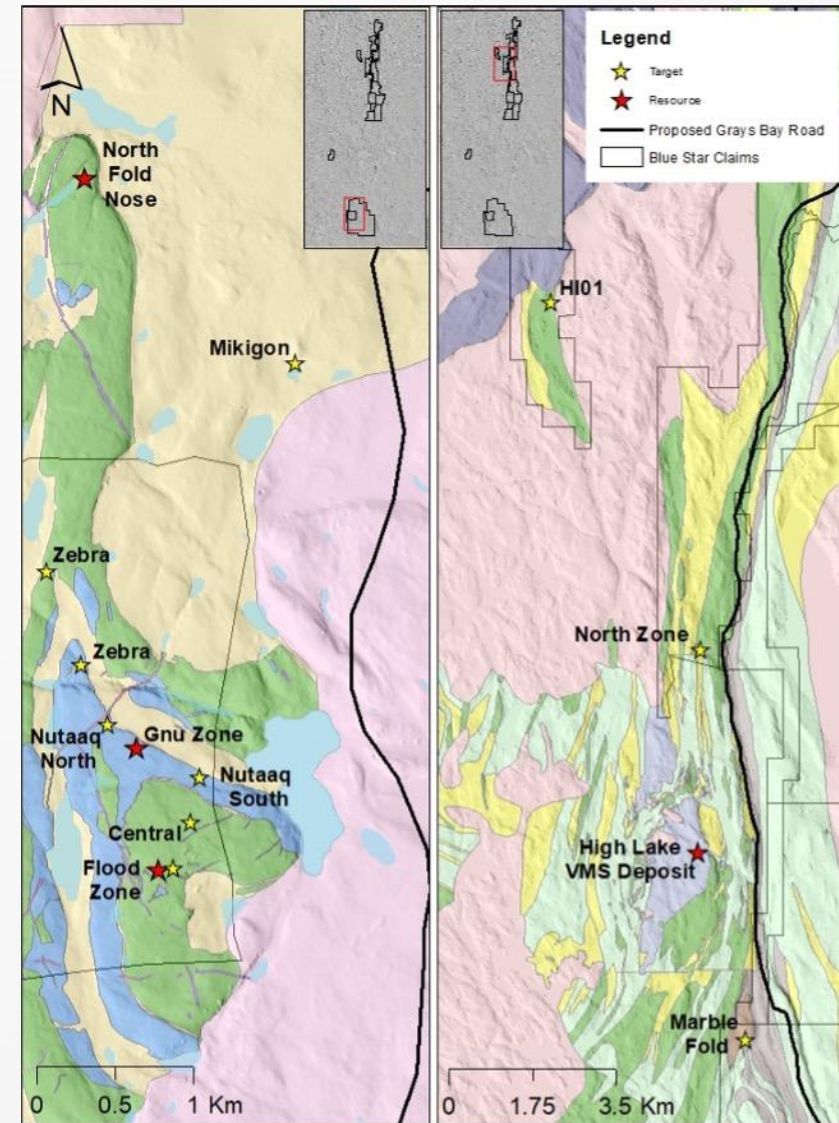 N
North
Fold
Nose
Mikigon
Zebra
Zebra
Nutaaq
North
Gnu Zone
Nutaaq
South
Central
Flood
Zone
0 0.5 1 Km
Legend
Target
Resource
Proposed Grays Bay Road
Blue Star Claims
HI01
North Zone
High Lake
VMS Deposit
Marble
Fold
0 1.75 3.5 Km